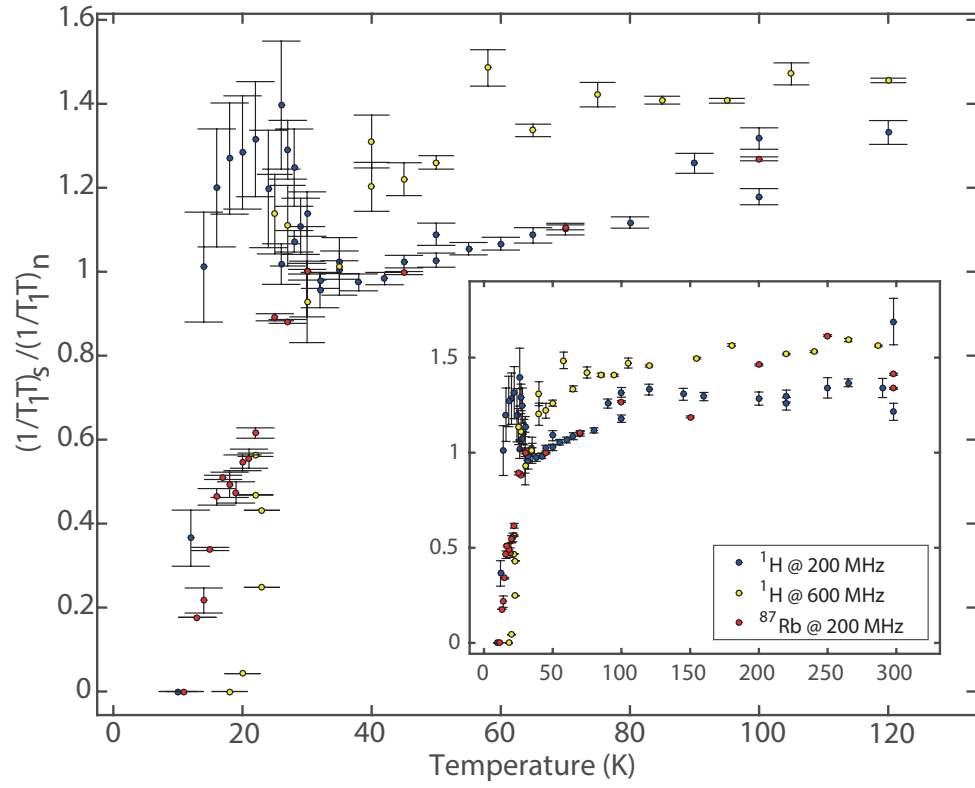 1.6
1.4
1.2
1
0.8
0.6
0.4
0.2
0
(1/T₁T)ₛ/(1/T₁T)ₙ
0 20 40 60 80 100 120
Temperature (K)
1.5
1
0.5
0
0 50 100 150 200 250 300
¹H @ 200 MHz
¹H @ 600 MHz
⁸⁷Rb @ 200 MHz